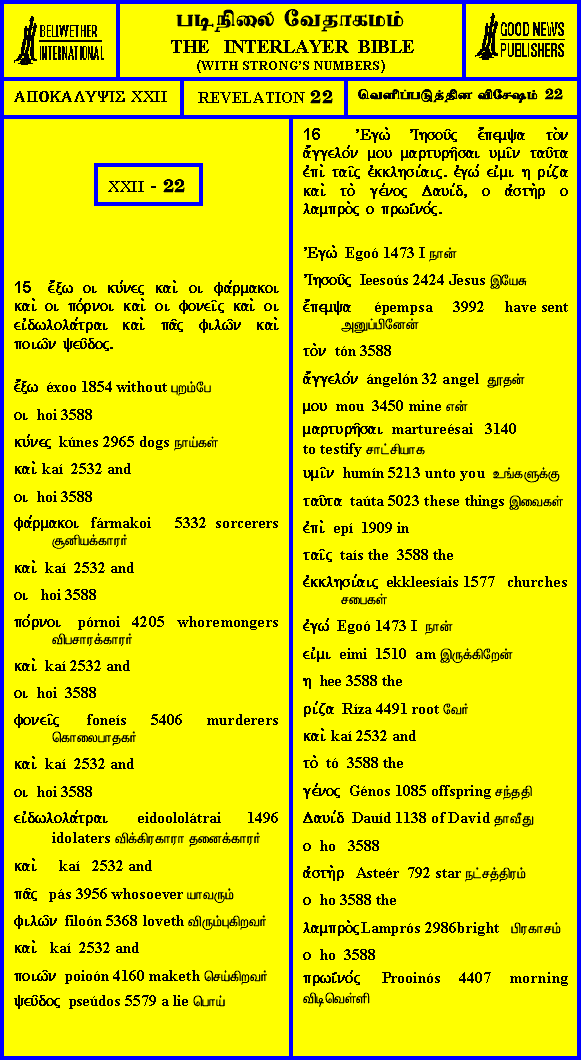 BELLWETHER
INTERNATIONAL
படிநிலை வேதாகமம்
THE INTERLAYER BIBLE
(WITH STRONG'S NUMBERS)
GOOD NEWS
PUBLISHERS
ΑΠΟΚΑΛΥΨΙΣ XXII
REVELATION 22
வெளிப்படுத்தின விசேஷம் 22
XXII - 22
15 ἔξω οι κύνες καὶ οι φάρμακοι
καὶ οι πόρνοι καὶ οι φονεῖς καὶ οι
εἰδωλολάτραι καὶ πᾶς φιλῶν καὶ
ποιῶν ψεῦδος.
ἔξω éxoo 1854 without புறம்பே
οι hoi 3588
κύνες kúnes 2965 dogs நாய்கள்
καὶ kaí 2532 and
οι hoi 3588
φάρμακοι fármakoi 5332 sorcerers
சூனியக்காரர்
καὶ kaí 2532 and
οι hoi 3588
πόρνοι pórnoi 4205 whoremongers
விபசாரக்காரர்
καὶ kaí 2532 and
οι hoi 3588
φονεῖς foneís 5406 murderers
கொலைபாதகர்
καὶ kaí 2532 and
οι hoi 3588
εἰδωλολάτραι eidoololátrai 1496
idolaters விக்கிரகாரா தனைக்காரர்
καὶ kaí 2532 and
πᾶς pás 3956 whosoever யாவரும்
φιλῶν filoón 5368 loveth விரும்புகிறவர்
καὶ kaí 2532 and
ποιῶν poioón 4160 maketh செய்கிறவர்
ψεῦδος pseúdos 5579 a lie பொய்
16 Ἐγὼ Ἰησοῦς ἔπεμψα τὸν
ἄγγελόν μου μαρτυρῆσαι υμῖν ταῦτα
ἐπὶ ταῖς ἐκκλησίαις. ἐγώ εἰμι η ρίζα
καὶ τὸ γένος Δαυίδ, ο ἀστὴρ ο
λαμπρὸς ο πρωϊνός.
Ἐγὼ Egoó 1473 I நான்
Ἰησοῦς Ieesoús 2424 Jesus இயேசு
ἔπεμψα épempsa 3992 have sent
அனுப்பினேன்
τὸν tón 3588
ἄγγελόν ángelón 32 angel தூதன்
μου mou 3450 mine என்
μαρτυρῆσαι martureésai 3140
to testify சாட்சியாக
υμῖν humín 5213 unto you உங்களுக்கு
ταῦτα taúta 5023 these things இவைகள்
ἐπὶ epí 1909 in
ταῖς taís the 3588 the
ἐκκλησίαις ekkleesíais 1577 churches
சபைகள்
ἐγώ Egoó 1473 I நான்
εἰμι eimi 1510 am இருக்கிறேன்
η hee 3588 the
ρίζα Ríza 4491 root வேர்
καὶ kaí 2532 and
τὸ tó 3588 the
γένος Génos 1085 offspring சந்ததி
Δαυίδ Dauíd 1138 of David தாவீது
ο ho 3588
ἀστὴρ Asteér 792 star நட்சத்திரம்
ο ho 3588 the
λαμπρὸς Lamprós 2986bright பிரகாசம்
ο ho 3588
πρωϊνός Prooinós 4407 morning
விடிவெள்ளி